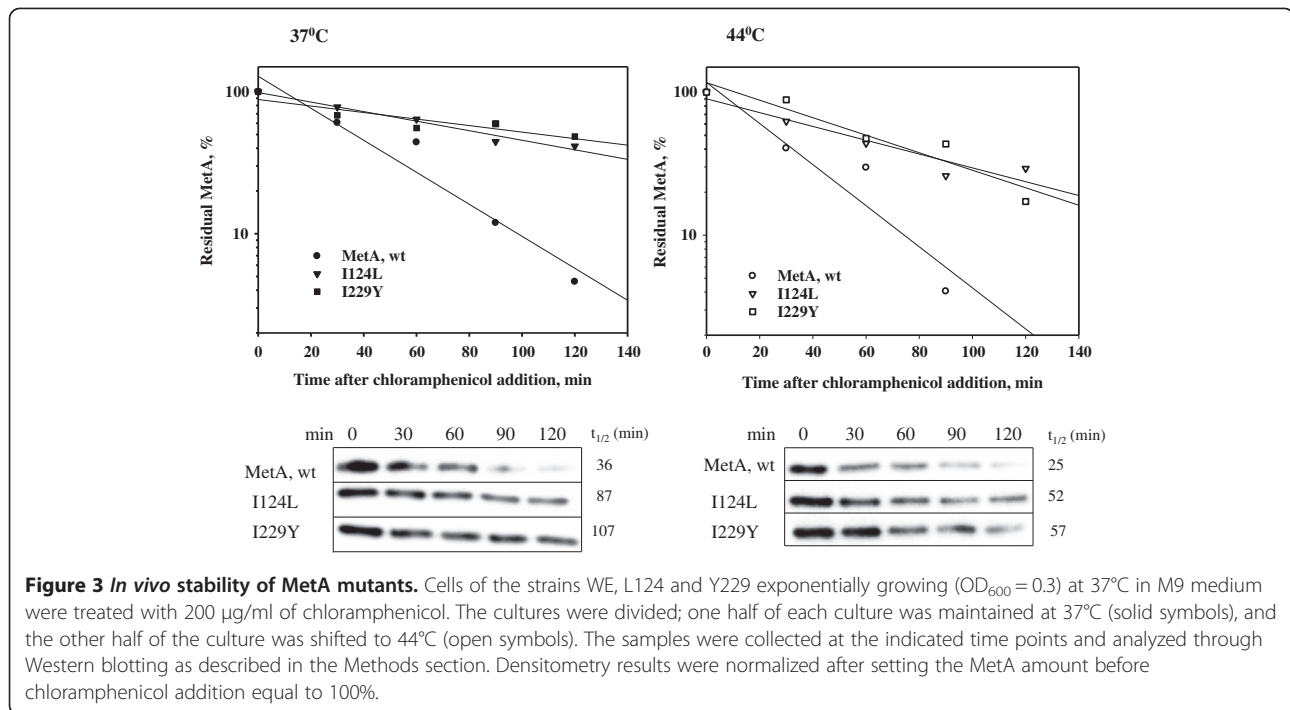 37⁰C
44⁰C
Residual MetA, %
100
10
MetA, wt
I124L
I229Y
0 20 40 60 80 100 120 140
Time after chloramphenicol addition, min
Residual MetA, %
100
10
MetA, wt
I124L
I229Y
0 20 40 60 80 100 120 140
Time after chloramphenicol addition, min
min 0 30 60 90 120 t1/2 (min)
MetA, wt 36
I124L 87
I229Y 107
min 0 30 60 90 120 t1/2 (min)
MetA, wt 25
I124L 52
I229Y 57
Figure 3 In vivo stability of MetA mutants. Cells of the strains WE, L124 and Y229 exponentially growing (OD600 = 0.3) at 37°C in M9 medium
were treated with 200 μg/ml of chloramphenicol. The cultures were divided; one half of each culture was maintained at 37°C (solid symbols), and
the other half of the culture was shifted to 44°C (open symbols). The samples were collected at the indicated time points and analyzed through
Western blotting as described in the Methods section. Densitometry results were normalized after setting the MetA amount before
chloramphenicol addition equal to 100%.